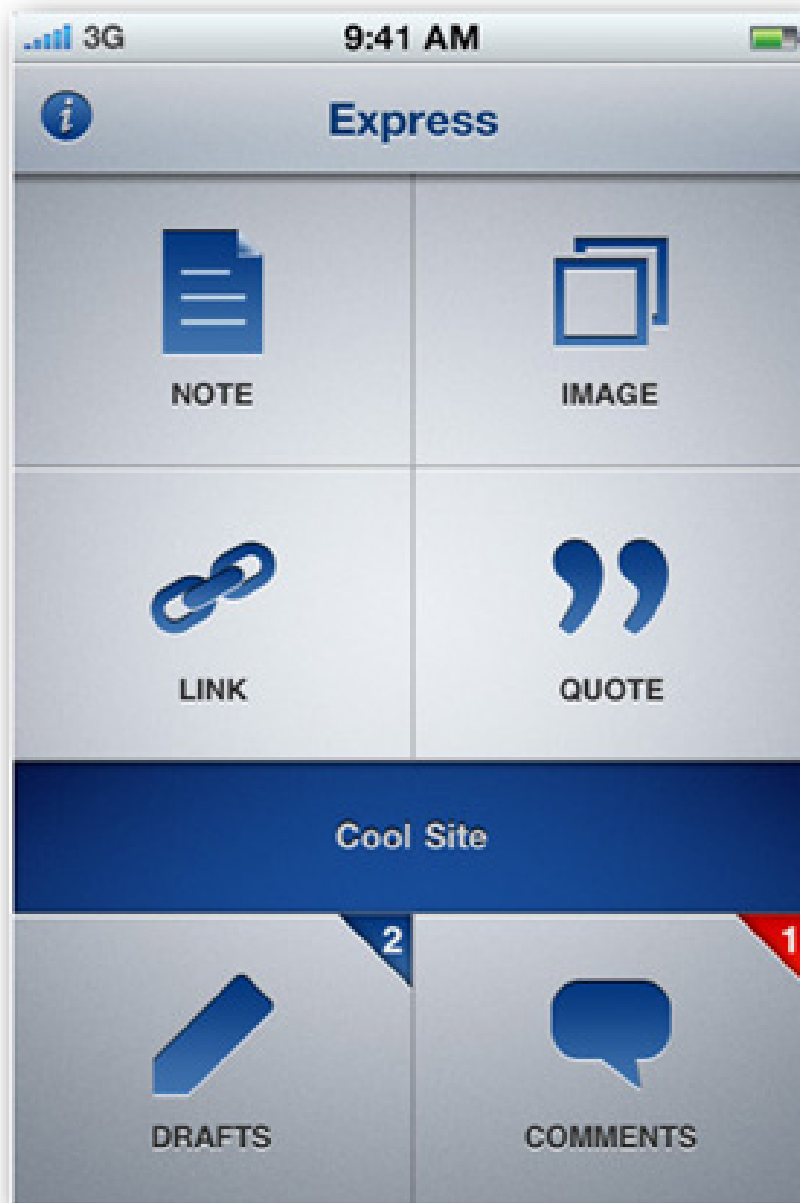 3G 9:41 AM
i Express
NOTE IMAGE
LINK QUOTE
Cool Site
2 1
DRAFTS COMMENTS